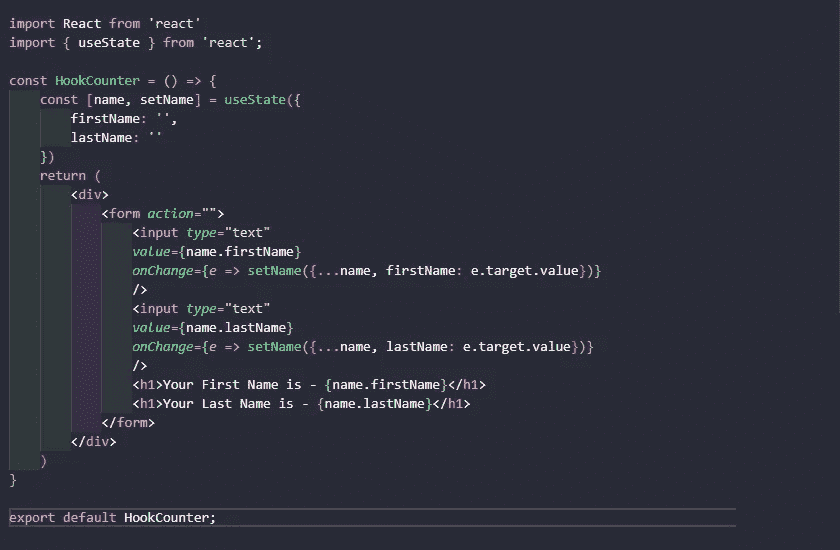 import React from 'react'
import { useState } from 'react';
const HookCounter = () => {
const [name, setName] = useState({
firstName: '',
lastName: ''
})
return (
<div>
<form action="">
<input type="text"
value={name.firstName}
onChange={e => setName({...name, firstName: e.target.value})}
/>
<input type="text"
value={name.lastName}
onChange={e => setName({...name, lastName: e.target.value})}
/>
<h1>Your First Name is - {name.firstName}</h1>
<h1>Your Last Name is - {name.lastName}</h1>
</form>
</div>
)
}
export default HookCounter;